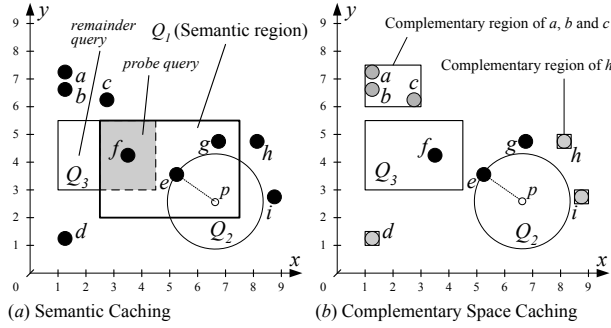 y
remainder
query
Q1 (Semantic region)
probe query
a
b
c
f
g
h
Q3
e
p
i
d
Q2
x
9
8
7
6
5
4
3
2
1
0 1 2 3 4 5 6 7 8 9
(a) Semantic Caching
y
Complementary region of a, b and c
Complementary region of h
a
b
c
f
g
h
Q3
e
p
i
d
Q2
x
9
8
7
6
5
4
3
2
1
0 1 2 3 4 5 6 7 8 9
(b) Complementary Space Caching